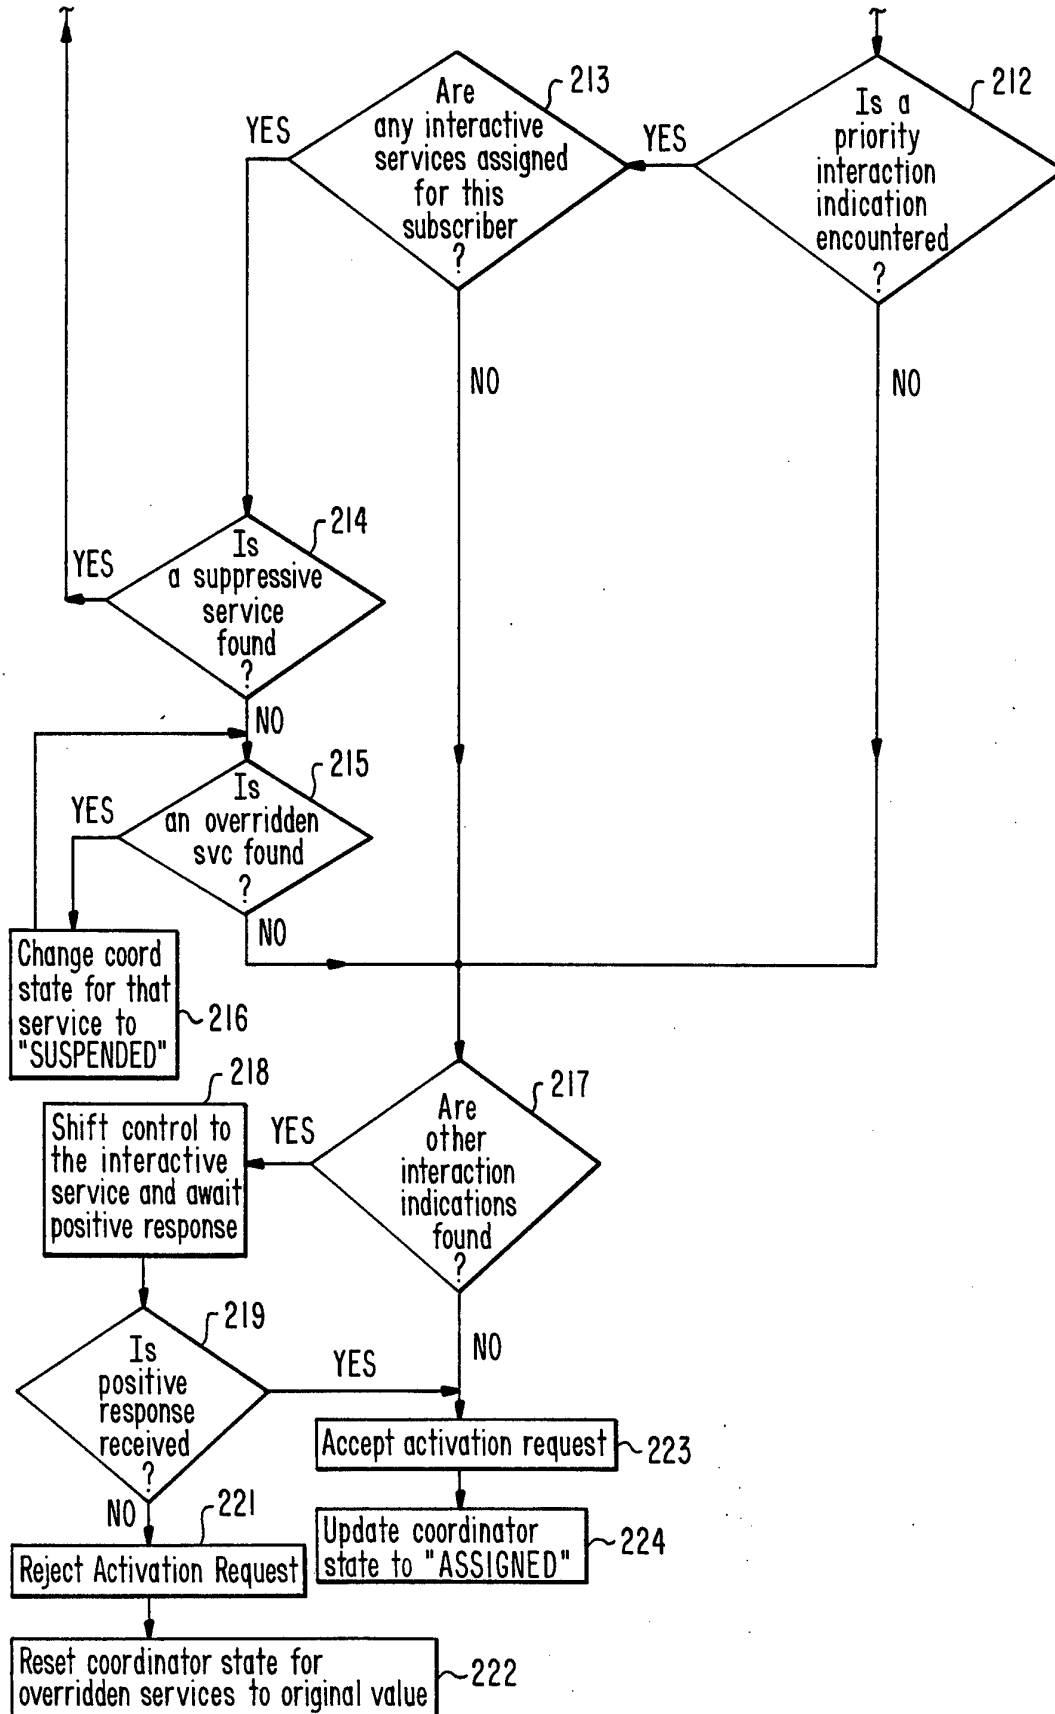 213
Are
any interactive
services assigned
for this
subscriber
?
YES
NO
212
Is a
priority
interaction
indication
encountered
?
YES
NO
214
Is
a suppressive
service
found
?
YES
NO
215
Is
an overridden
svc found
?
YES
NO
Change coord
state for that
service to
"SUSPENDED"
216
217
Are
other
interaction
indications
found
?
YES
NO
218
Shift control to
the interactive
service and await
positive response
219
Is
positive
response
received
?
YES
NO
Accept activation request
223
Update coordinator
state to "ASSIGNED"
224
221
Reject Activation Request
Reset coordinator state for
overridden services to original value
222